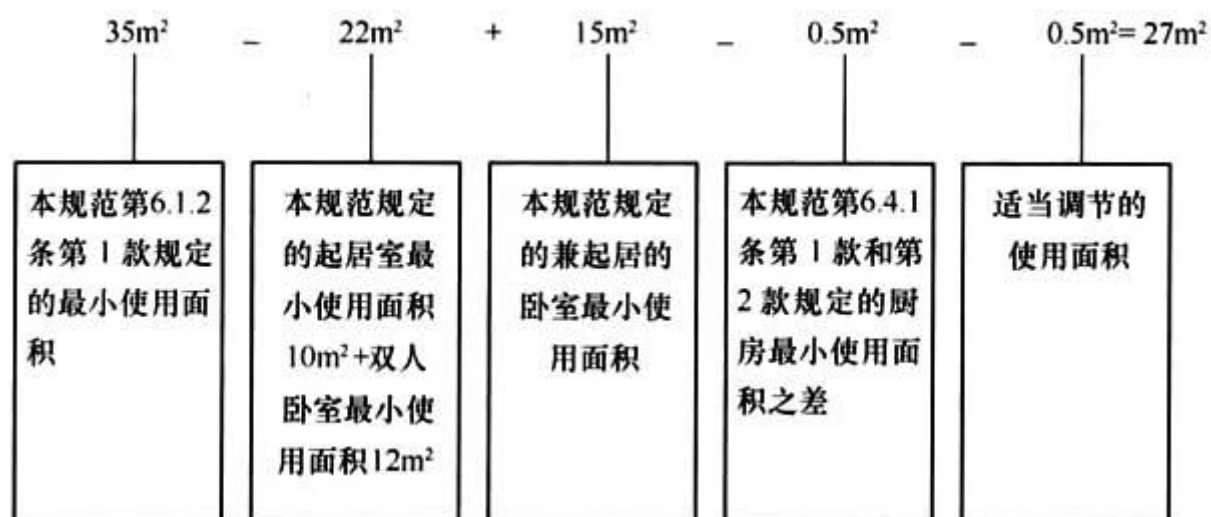 35m² － 22m² + 15m² － 0.5m² － 0.5m²= 27m²
本规范第6.1.2
条第1款规定
的最小使用面
积
本规范规定
的起居室最
小使用面积
10m²+双人
卧室最小使
用面积12m²
本规范规定
的兼起居的
卧室最小使
用面积
本规范第6.4.1
条第1款和第
2款规定的厨
房最小使用面
积之差
适当调节的
使用面积